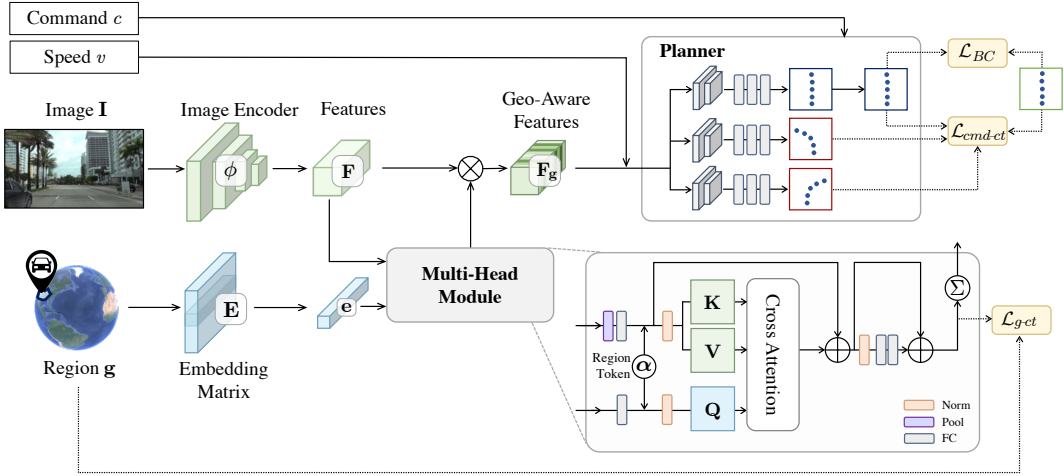 Command c
Speed v
Image I
Image Encoder
Features
Geo-Aware
Features
Planner
ϕ
F
F_g
L_BC
L_cmd-ct
Multi-Head
Module
E
e
Region g
Embedding
Matrix
K
V
Q
Cross Attention
Region
Token
α
Σ
L_g-ct
Norm
Pool
FC